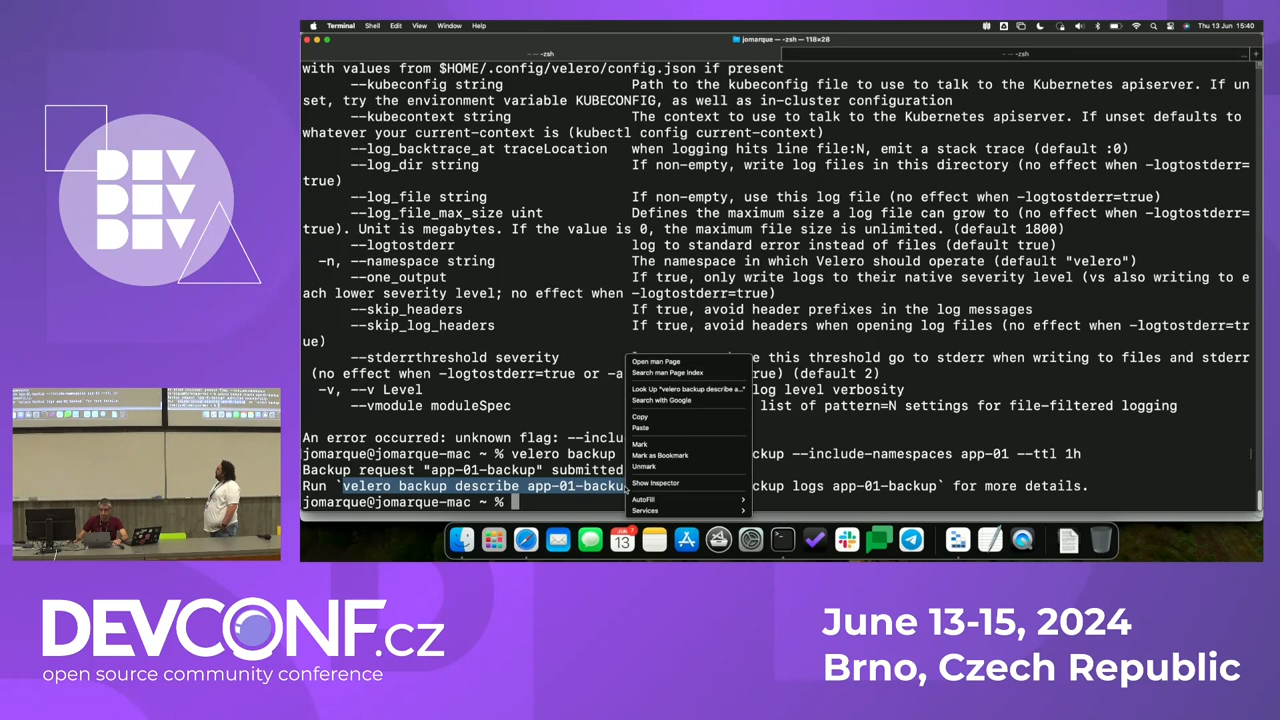 Terminal Shell Edit View Window Help
Thu 13 Jun 15:40
jomarque — -zsh — 118×28
-- -zsh
-- -zsh
with values from $HOME/.config/velero/config.json if present
--kubeconfig string Path to the kubeconfig file to use to talk to the Kubernetes apiserver. If un
set, try the environment variable KUBECONFIG, as well as in-cluster configuration
--kubecontext string The context to use to talk to the Kubernetes apiserver. If unset defaults to
whatever your current-context is (kubectl config current-context)
--log_backtrace_at traceLocation when logging hits line file:N, emit a stack trace (default :0)
--log_dir string If non-empty, write log files in this directory (no effect when -logtostderr=
true)
--log_file string If non-empty, use this log file (no effect when -logtostderr=true)
--log_file_max_size uint Defines the maximum size a log file can grow to (no effect when -logtostderr=
true). Unit is megabytes. If the value is 0, the maximum file size is unlimited. (default 1800)
--logtostderr log to standard error instead of files (default true)
-n, --namespace string The namespace in which Velero should operate (default "velero")
--one_output If true, only write logs to their native severity level (vs also writing to e
ach lower severity level; no effect when -logtostderr=true)
--skip_headers If true, avoid header prefixes in the log messages
--skip_log_headers If true, avoid headers when opening log files (no effect when -logtostderr=tr
ue)
--stderrthreshold severity this threshold go to stderr when writing to files and stderr
(no effect when -logtostderr=true or -a default 2)
-v, --v Level log level verbosity
--vmodule moduleSpec list of pattern=N settings for file-filtered logging
An error occurred: unknown flag: --inclu
jomarque@jomarque-mac ~ % velero backup ackup --include-namespaces app-01 --ttl 1h
Backup request "app-01-backup" submitted
Run `velero backup describe app-01-backu ackup logs app-01-backup` for more details.
jomarque@jomarque-mac ~ %
Open man Page
Search man Page Index
Look Up "velero backup describe a..."
Search with Google
Copy
Paste
Mark
Mark as Bookmark
Unmark
Show Inspector
AutoFill
Services
JUN
13
DEV
DEV
DEV
DEVCONF.cz
open source community conference
June 13-15, 2024
Brno, Czech Republic